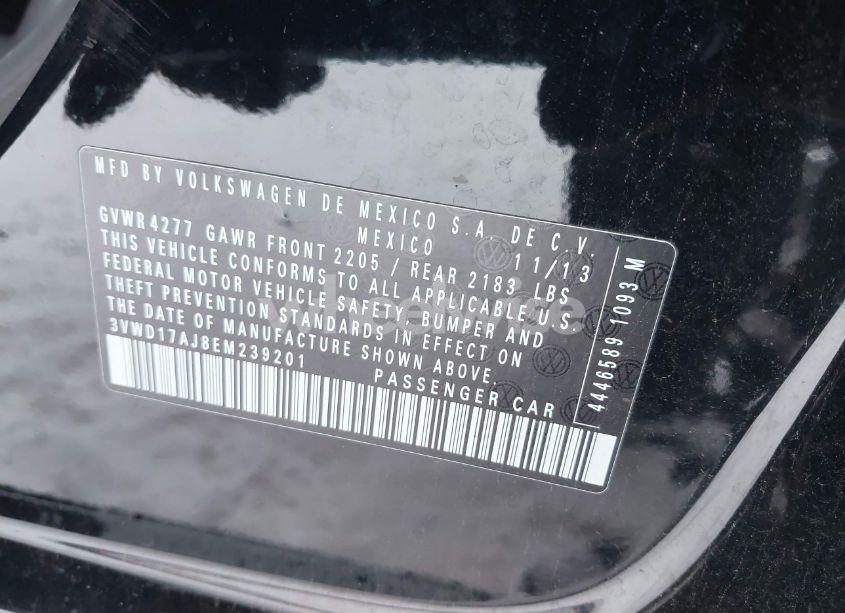 MFD BY VOLKSWAGEN DE MEXICO S.A. DE C.V.
MEXICO 11/13
GVWR 4277 GAWR FRONT 2205 / REAR 2183 LBS
THIS VEHICLE CONFORMS TO ALL APPLICABLE U.S.
FEDERAL MOTOR VEHICLE SAFETY, BUMPER AND
THEFT PREVENTION STANDARDS IN EFFECT ON
THE DATE OF MANUFACTURE SHOWN ABOVE
3VWD17AJ8EM239201
PASSENGER CAR
4446589 1093 M